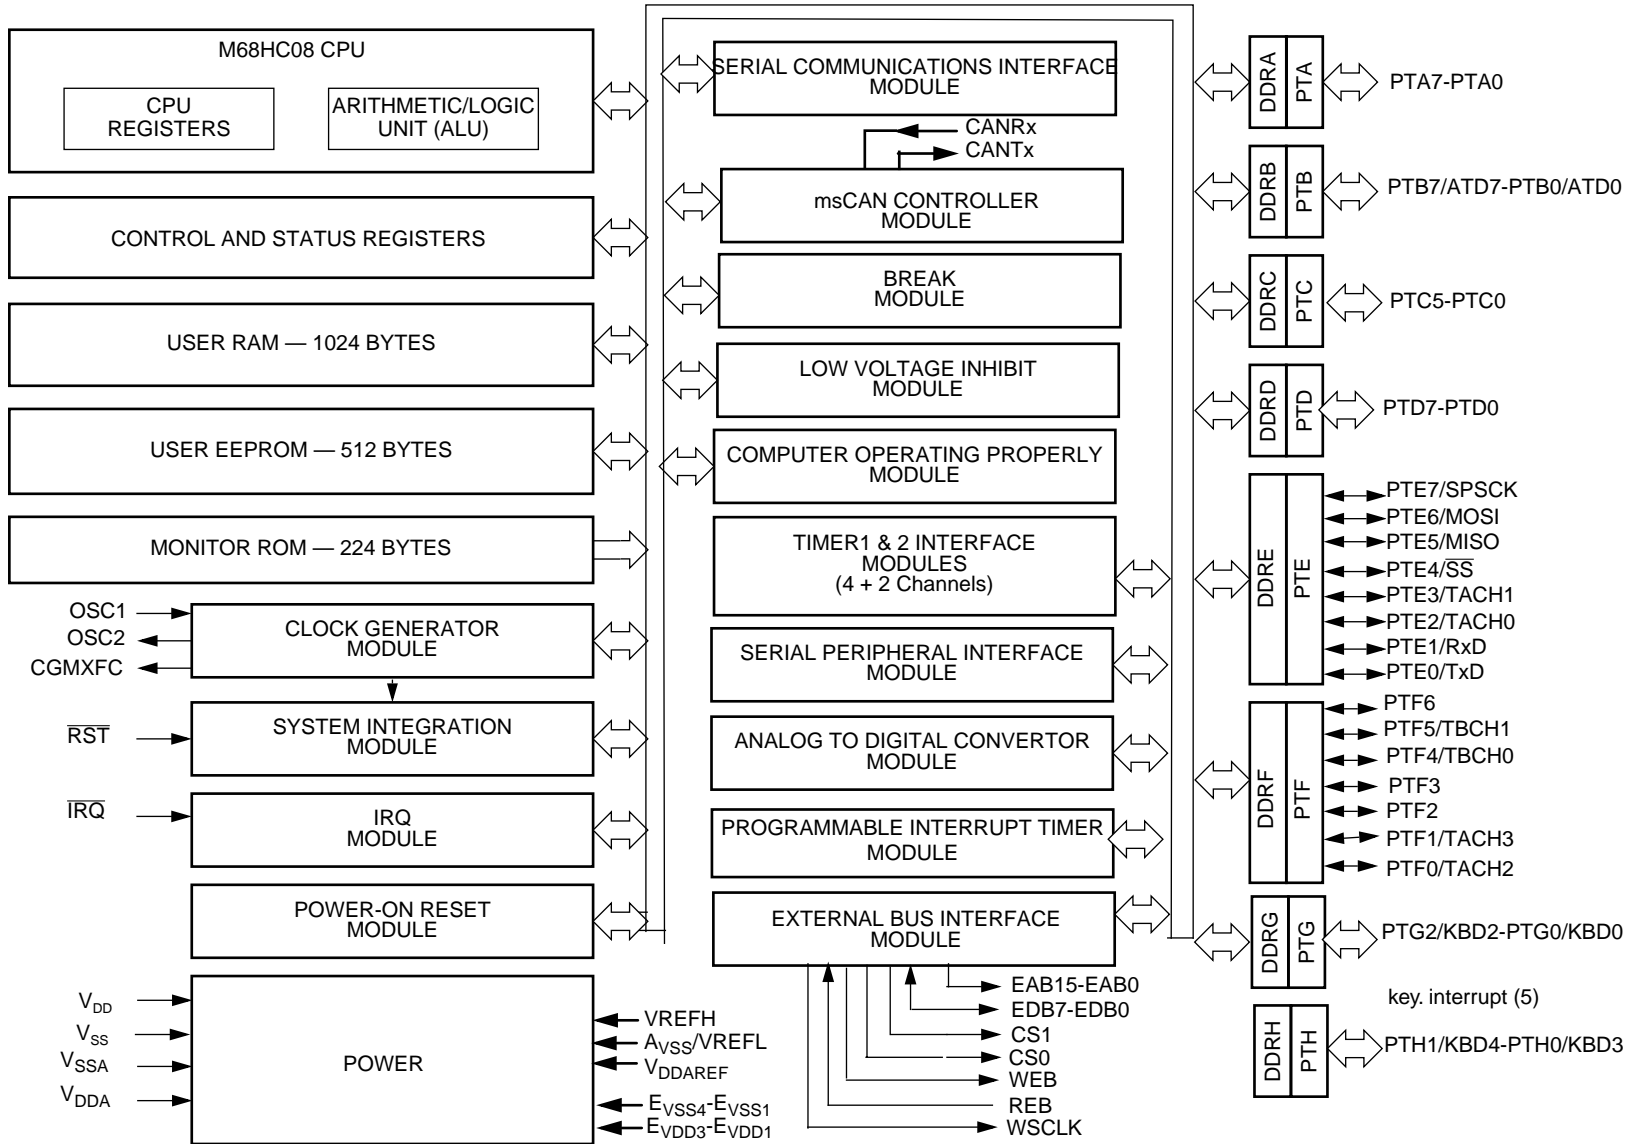 M68HC08 CPU
CPU
REGISTERS
ARITHMETIC/LOGIC
UNIT (ALU)
CONTROL AND STATUS REGISTERS
USER RAM — 1024 BYTES
USER EEPROM — 512 BYTES
MONITOR ROM — 224 BYTES
OSC1
OSC2
CGMXFC
CLOCK GENERATOR
MODULE
RST
SYSTEM INTEGRATION
MODULE
IRQ
IRQ
MODULE
POWER-ON RESET
MODULE
VDD
VSS
VSSA
VDDA
POWER
VREFH
AVSS/VREFL
VDDAREF
EVSS4-EVSS1
EVDD3-EVDD1
SERIAL COMMUNICATIONS INTERFACE
MODULE
CANRx
CANTx
msCAN CONTROLLER
MODULE
BREAK
MODULE
LOW VOLTAGE INHIBIT
MODULE
COMPUTER OPERATING PROPERLY
MODULE
TIMER1 & 2 INTERFACE
MODULES
(4 + 2 Channels)
SERIAL PERIPHERAL INTERFACE
MODULE
ANALOG TO DIGITAL CONVERTOR
MODULE
PROGRAMMABLE INTERRUPT TIMER
MODULE
EXTERNAL BUS INTERFACE
MODULE
EAB15-EAB0
EDB7-EDB0
CS1
CS0
WEB
REB
WSCLK
DDRA
PTA
PTA7-PTA0
DDRB
PTB
PTB7/ATD7-PTB0/ATD0
DDRC
PTC
PTC5-PTC0
DDRD
PTD
PTD7-PTD0
DDRE
PTE
PTE7/SPSCK
PTE6/MOSI
PTE5/MISO
PTE4/SS
PTE3/TACH1
PTE2/TACH0
PTE1/RxD
PTE0/TxD
DDRF
PTF
PTF6
PTF5/TBCH1
PTF4/TBCH0
PTF3
PTF2
PTF1/TACH3
PTF0/TACH2
DDRG
PTG
PTG2/KBD2-PTG0/KBD0
key. interrupt (5)
DDRH
PTH
PTH1/KBD4-PTH0/KBD3